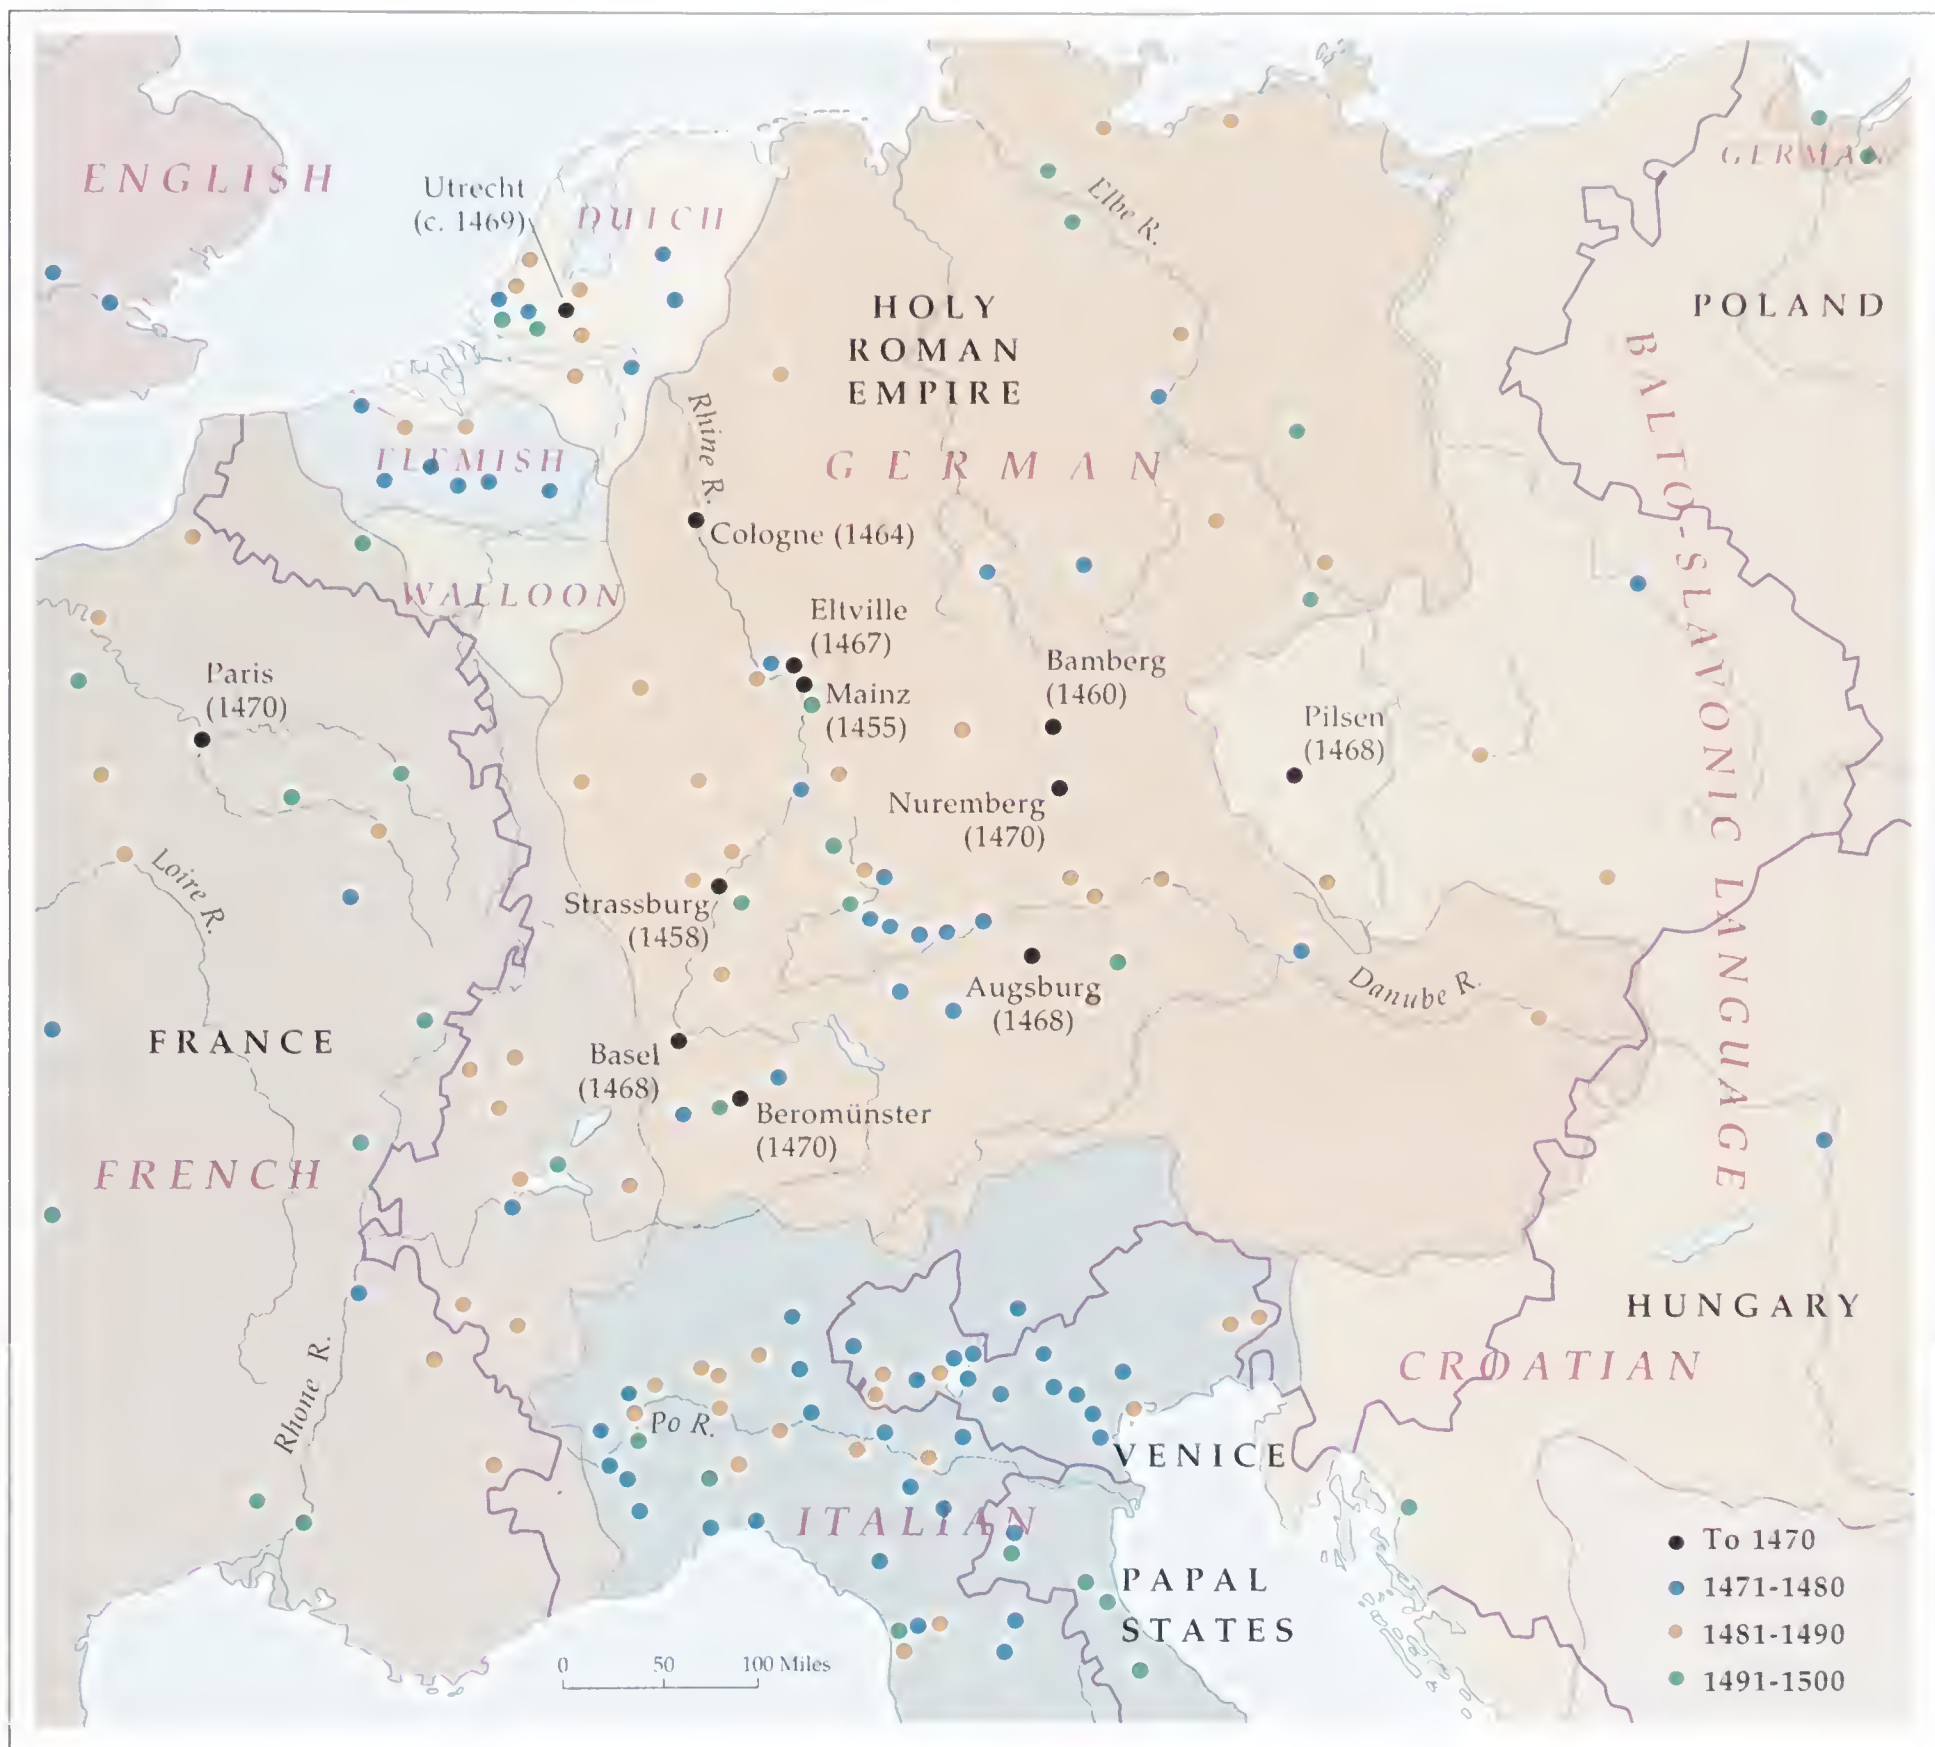 ENGLISH
Utrecht
(c. 1469)
DUTCH
Elbe R.
GERMAN
HOLY
ROMAN
EMPIRE
POLAND
Rhine R.
FLEMISH
GERMAN
BALTO-SLAVONIC LANGUAGE
Cologne (1464)
WALLOON
Eltville
(1467)
Paris
(1470)
Mainz
(1455)
Bamberg
(1460)
Pilsen
(1468)
Nuremberg
(1470)
Loire R.
Strassburg
(1458)
Augsburg
(1468)
Danube R.
FRANCE
Basel
(1468)
Beromünster
(1470)
FRENCH
HUNGARY
CROATIAN
Rhone R.
Po R.
VENICE
ITALIAN
PAPAL
STATES
0 50 100 Miles
To 1470
1471-1480
1481-1490
1491-1500